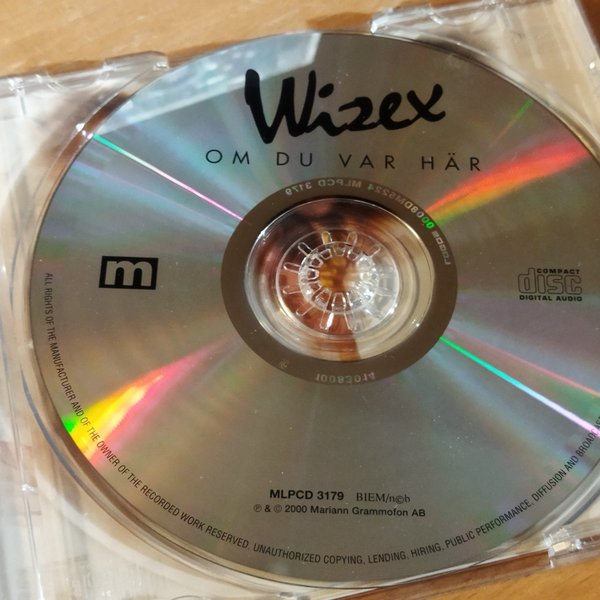 Wizex
OM DU VAR HÄR
MLPCD 3179
m
COMPACT
disc
DIGITAL AUDIO
MLPCD 3179 BIEM/n©b
℗ & © 2000 Mariann Grammofon AB
ALL RIGHTS OF THE MANUFACTURER AND OF THE OWNER OF THE RECORDED WORK RESERVED. UNAUTHORIZED COPYING, LENDING, HIRING, PUBLIC PERFORMANCE, DIFFUSION AND